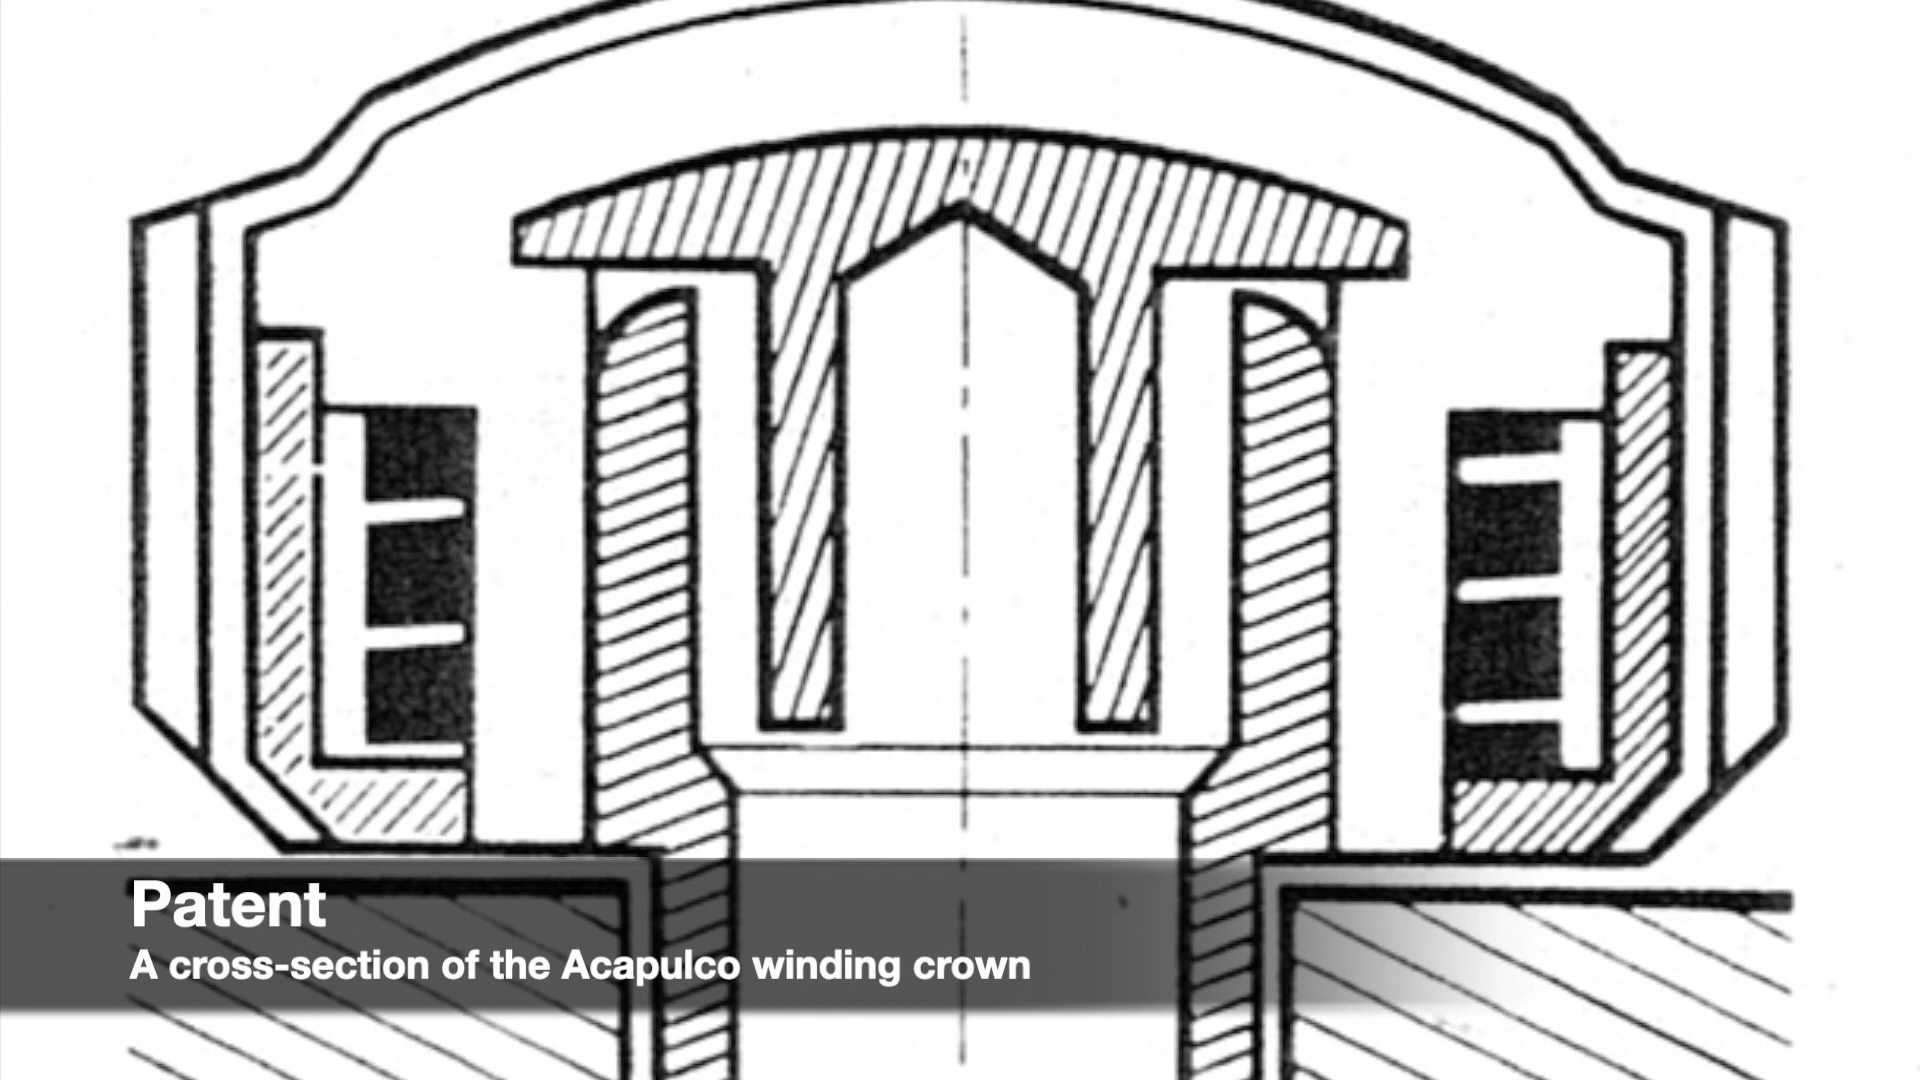 Patent
A cross-section of the Acapulco winding crown